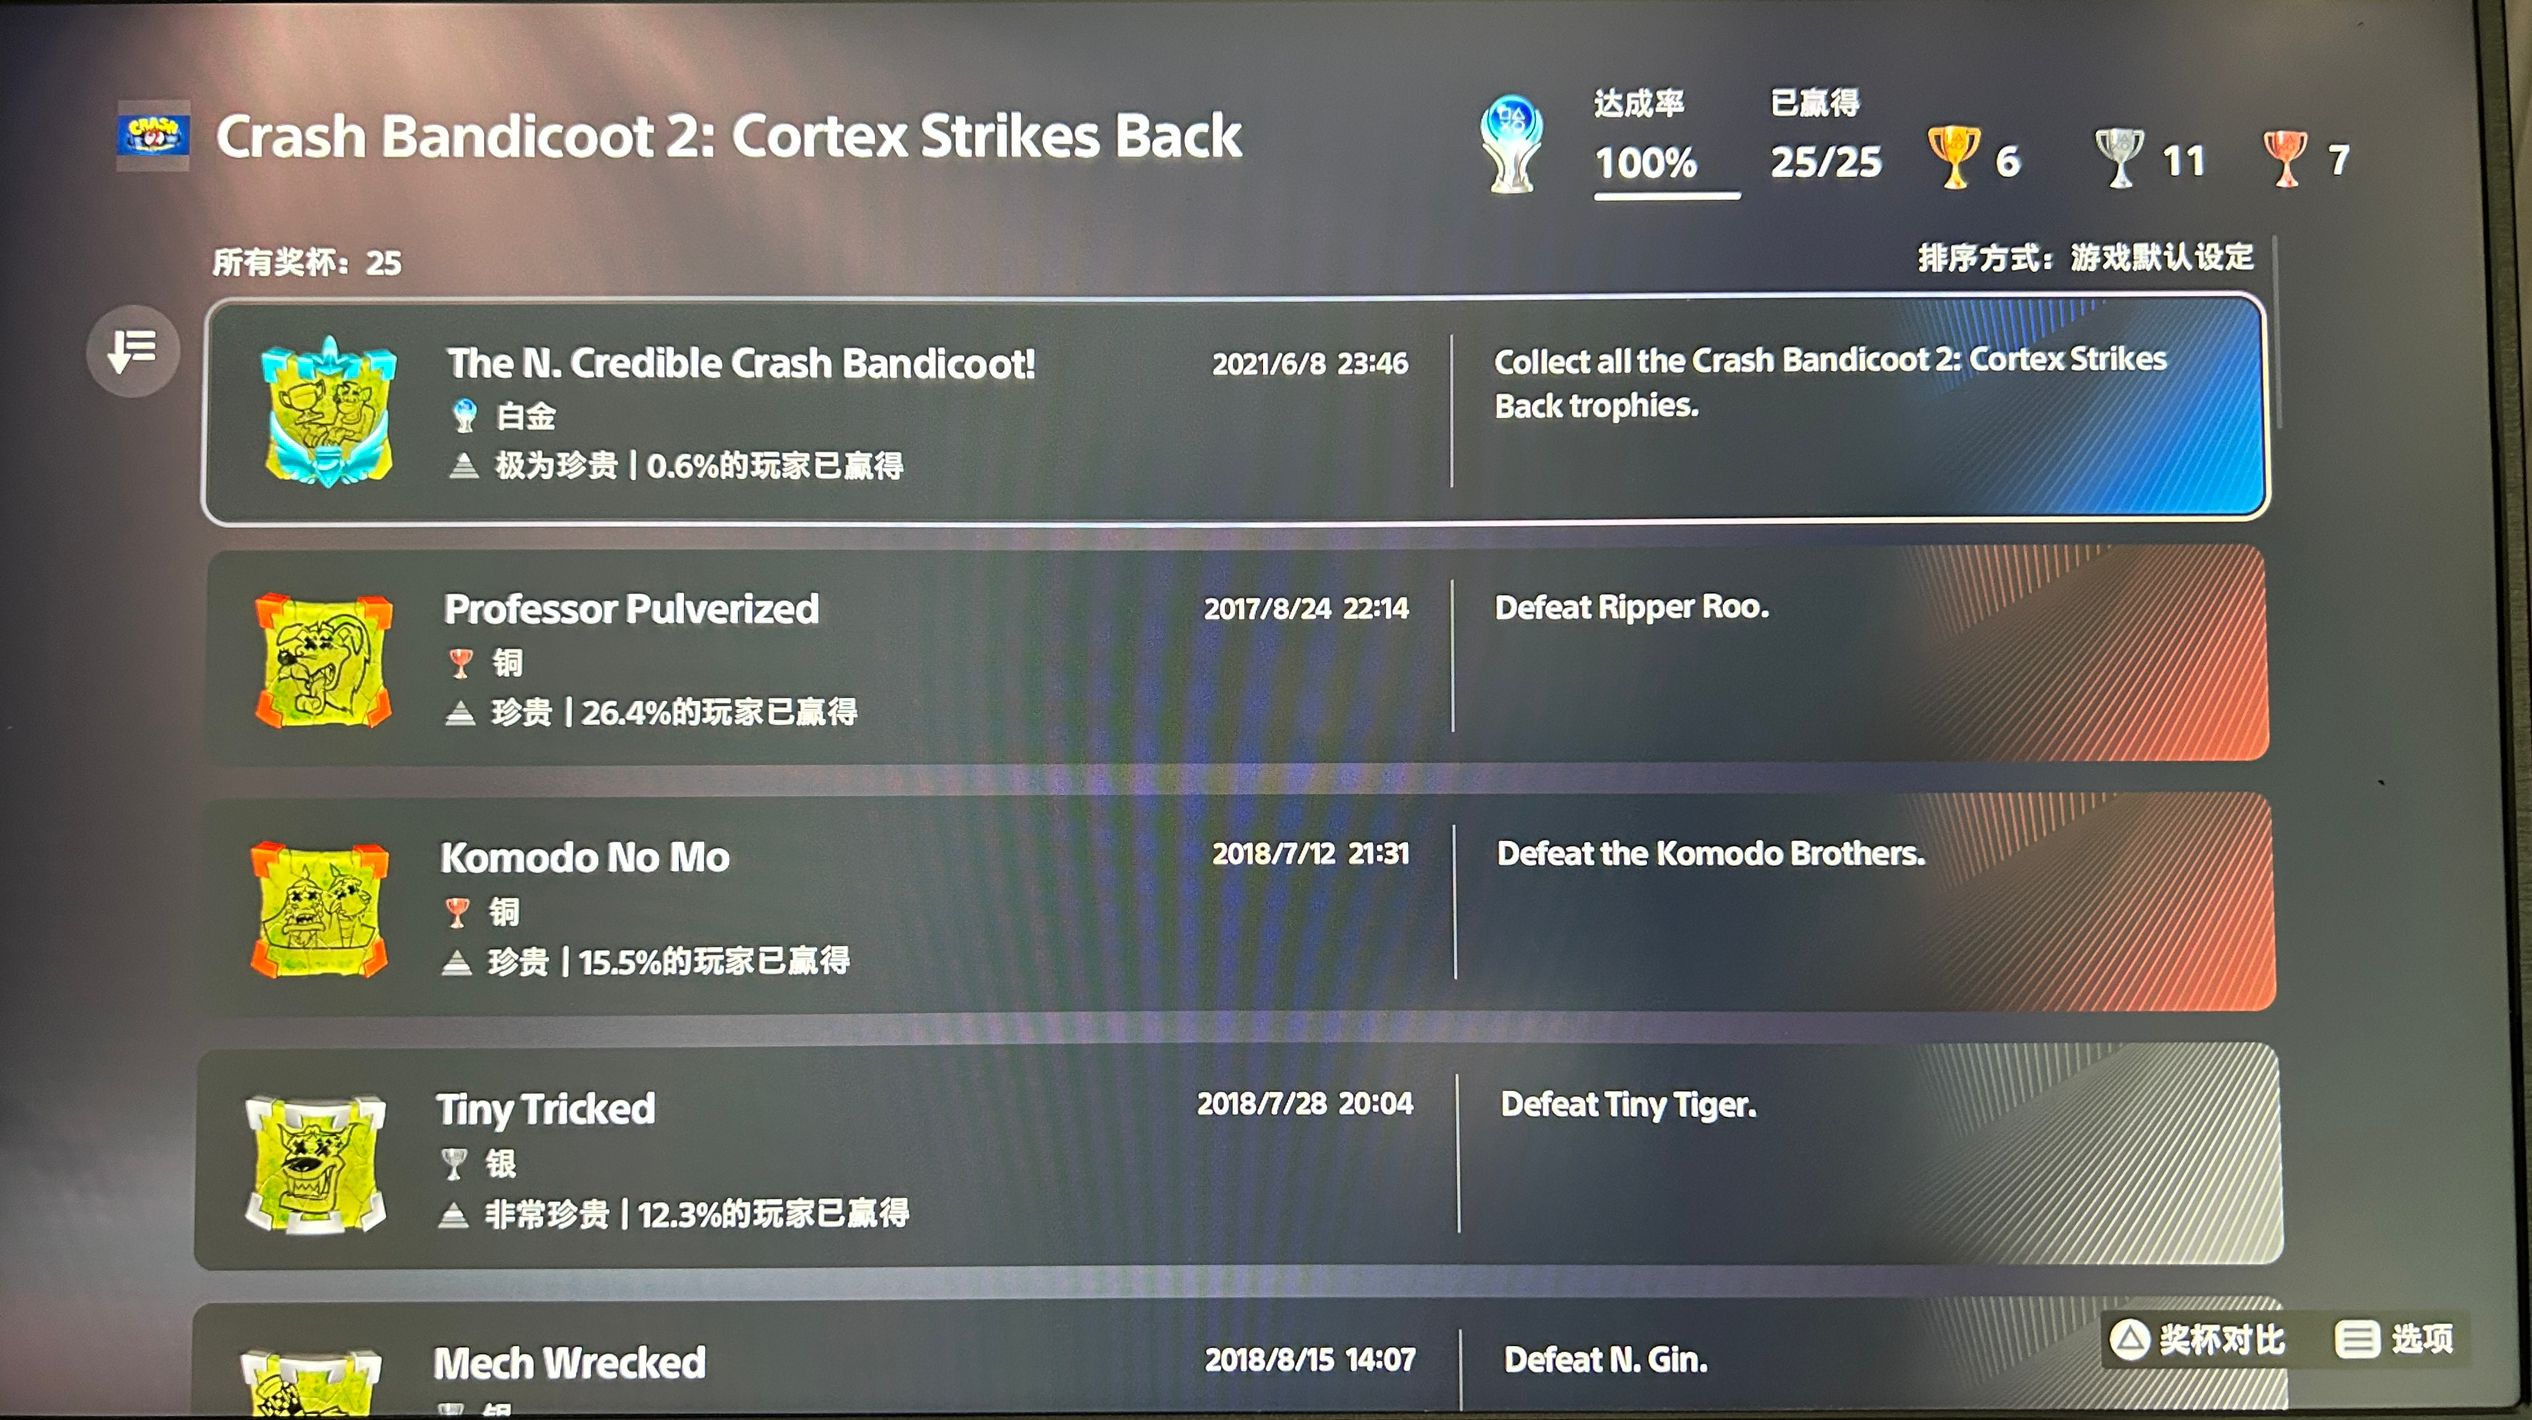 Crash Bandicoot 2: Cortex Strikes Back
达成率
100%
已赢得
25/25
6
11
7
所有奖杯：25
排序方式：游戏默认设定
The N. Credible Crash Bandicoot!
2021/6/8 23:46
白金
极为珍贵 | 0.6%的玩家已赢得
Collect all the Crash Bandicoot 2: Cortex Strikes
Back trophies.
Professor Pulverized
2017/8/24 22:14
铜
珍贵 | 26.4%的玩家已赢得
Defeat Ripper Roo.
Komodo No Mo
2018/7/12 21:31
铜
珍贵 | 15.5%的玩家已赢得
Defeat the Komodo Brothers.
Tiny Tricked
2018/7/28 20:04
银
非常珍贵 | 12.3%的玩家已赢得
Defeat Tiny Tiger.
Mech Wrecked
2018/8/15 14:07
Defeat N. Gin.
奖杯对比
选项